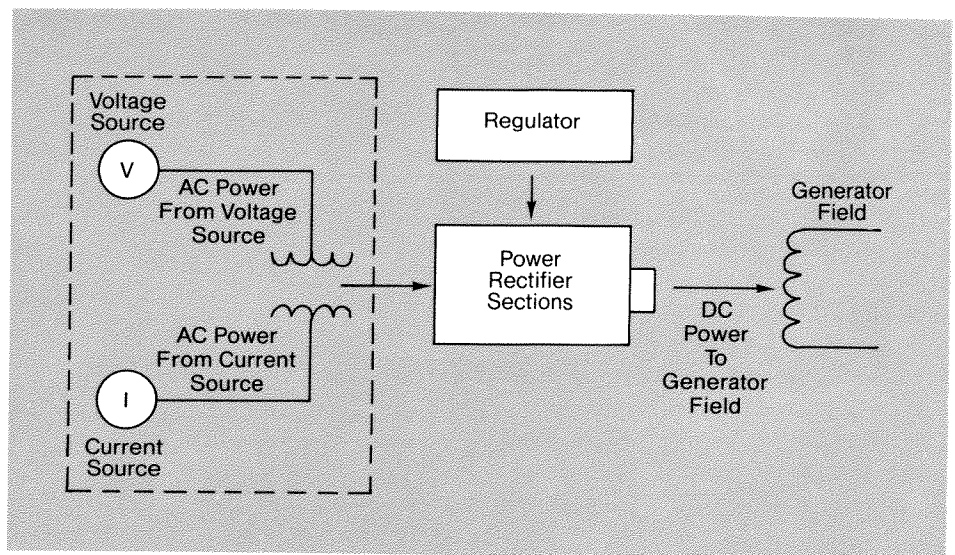 Voltage
Source
V
AC Power
From Voltage
Source
AC Power
From Current
Source
I
Current
Source
Regulator
Power
Rectifier
Sections
DC
Power
To
Generator
Field
Generator
Field